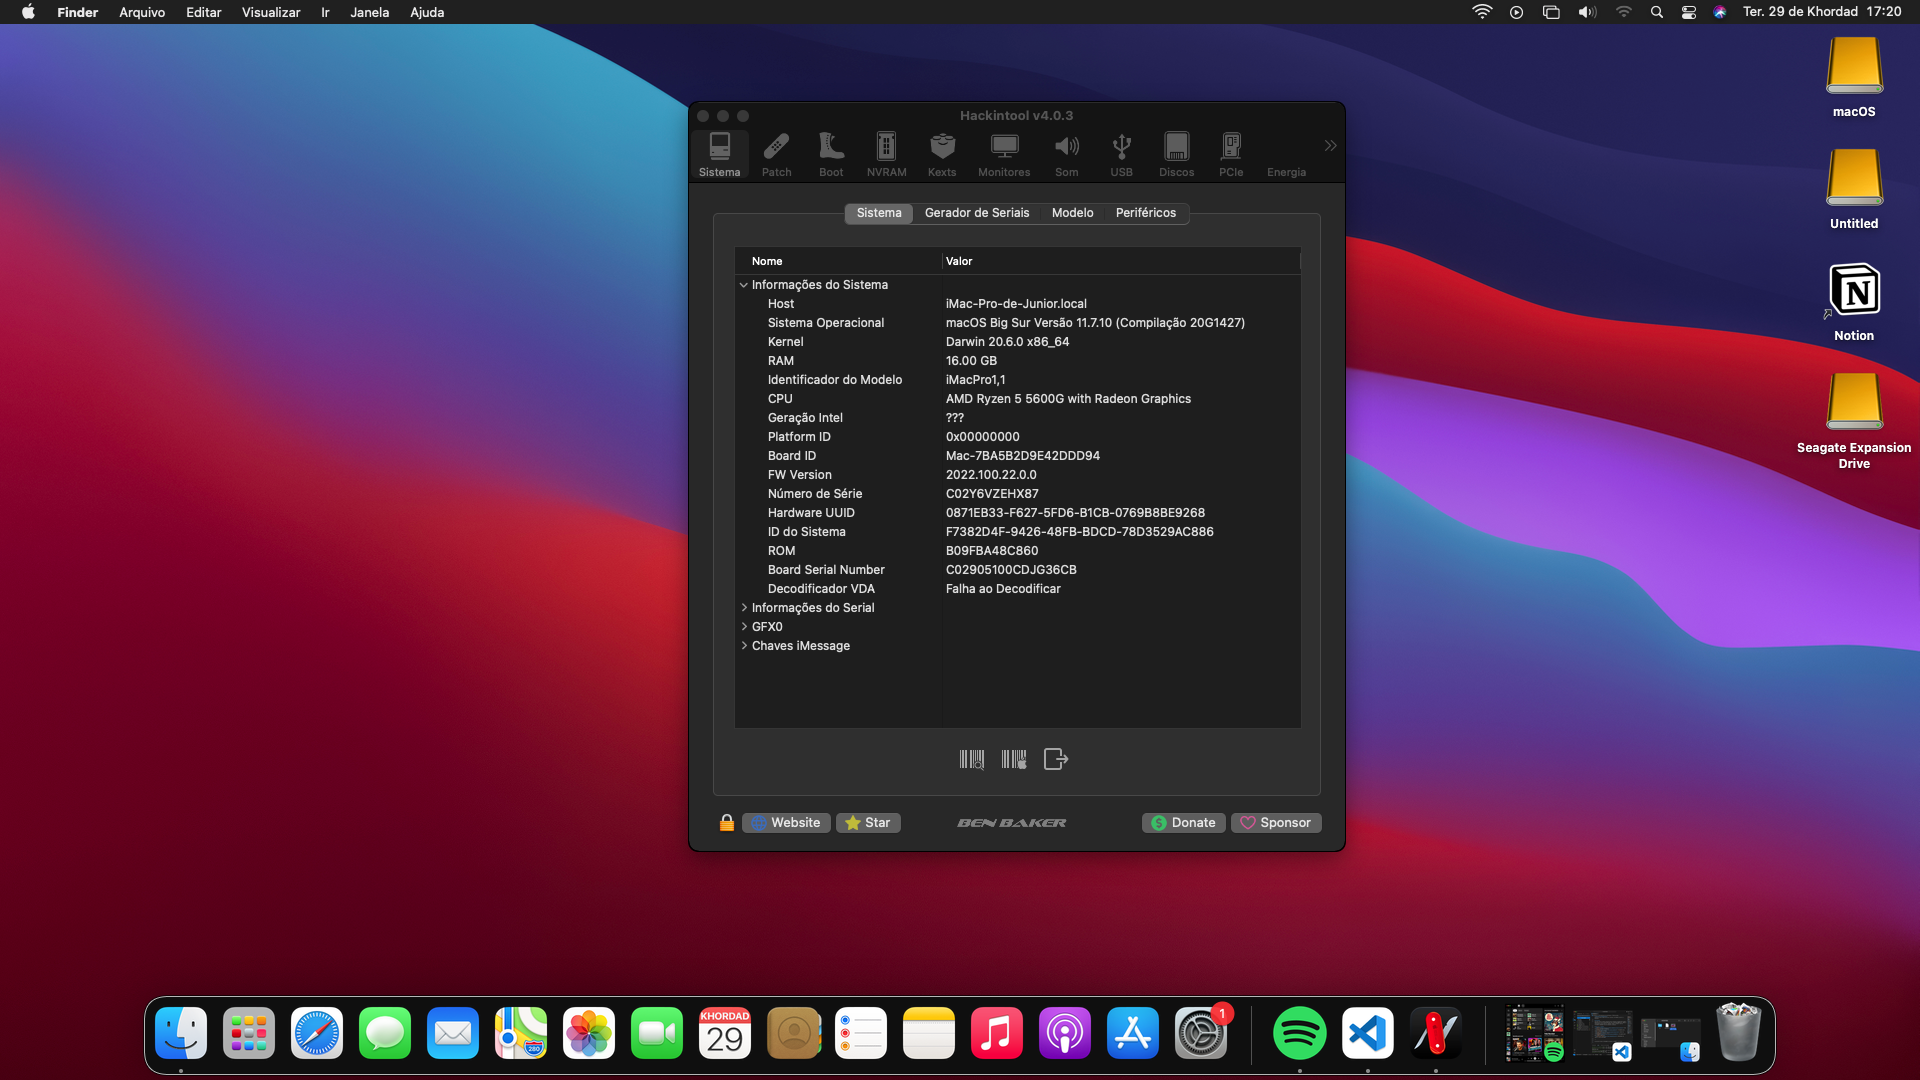 Finder Arquivo Editar Visualizar Ir Janela Ajuda
Ter. 29 de Khordad 17:20
macOS
Untitled
Notion
Seagate Expansion
Drive
Hackintool v4.0.3
Sistema Patch Boot NVRAM Kexts Monitores Som USB Discos PCIe Energia
Sistema Gerador de Seriais Modelo Periféricos
Nome Valor
Informações do Sistema
Host iMac-Pro-de-Junior.local
Sistema Operacional macOS Big Sur Versão 11.7.10 (Compilação 20G1427)
Kernel Darwin 20.6.0 x86_64
RAM 16.00 GB
Identificador do Modelo iMacPro1,1
CPU AMD Ryzen 5 5600G with Radeon Graphics
Geração Intel ???
Platform ID 0x00000000
Board ID Mac-7BA5B2D9E42DDD94
FW Version 2022.100.22.0.0
Número de Série C02Y6VZEHX87
Hardware UUID 0871EB33-F627-5FD6-B1CB-0769B8BE9268
ID do Sistema F7382D4F-9426-48FB-BDCD-78D3529AC886
ROM B09FBA48C860
Board Serial Number C02905100CDJG36CB
Decodificador VDA Falha ao Decodificar
Informações do Serial
GFX0
Chaves iMessage
Website Star BEN BAKER Donate Sponsor
KHORDAD
29
280
1